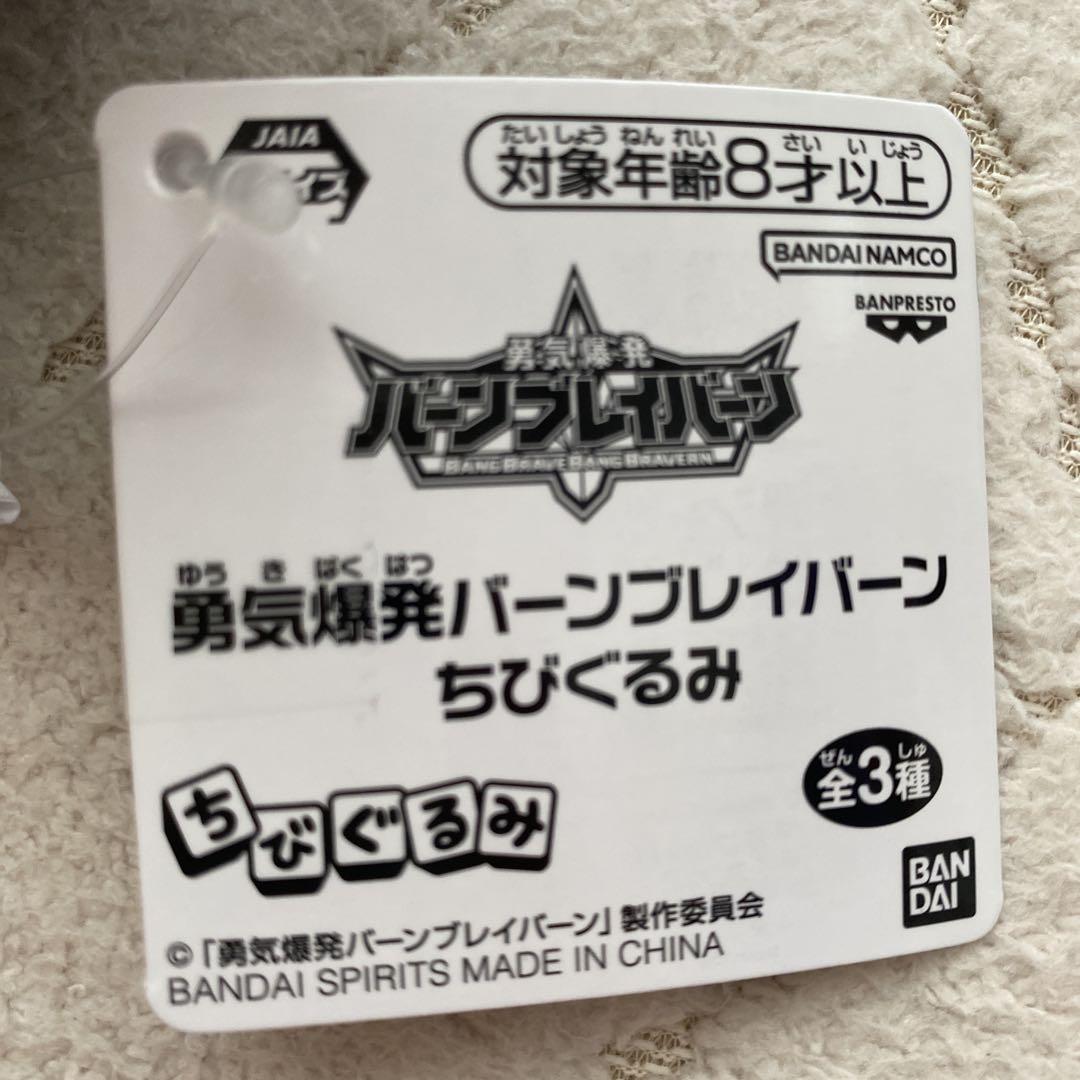 JAIA
たいしょうねんれい さいいじょう
対象年齢8才以上
BANDAI NAMCO
BANPRESTO
勇気爆発
バーンブレイバーン
BANG BRAVE BANG BRAVERN
ゆうきばくはつ
勇気爆発バーンブレイバーン
ちびぐるみ
ぜん しゅ
全3種
ちびぐるみ
BAN
DAI
©「勇気爆発バーンブレイバーン」製作委員会
BANDAI SPIRITS MADE IN CHINA